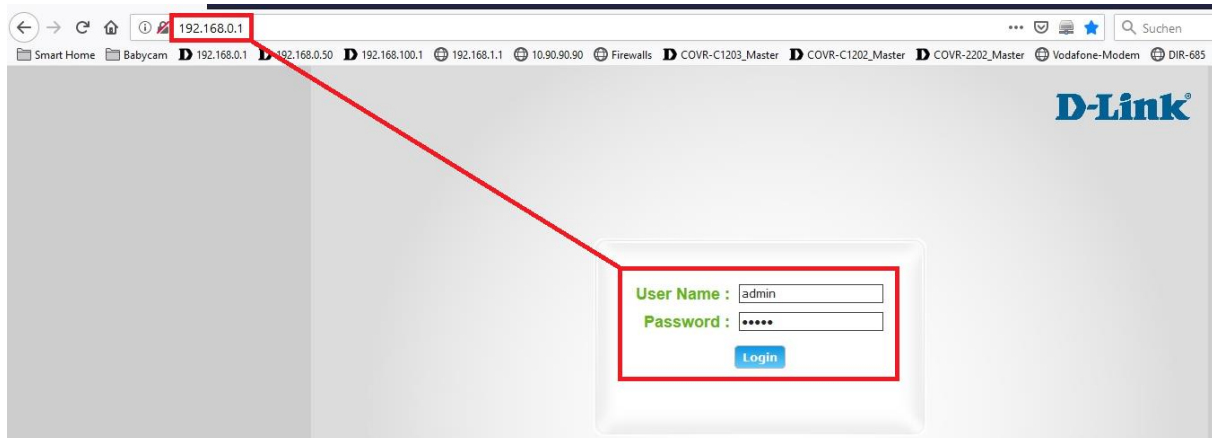 192.168.0.1
Suchen
Smart Home Babycam D 192.168.0.1 D 192.168.0.50 D 192.168.100.1 192.168.1.1 10.90.90.90 Firewalls D COVR-C1203_Master D COVR-C1202_Master D COVR-2202_Master Vodafone-Modem DIR-685
D-Link®
User Name : admin
Password : •••••
Login